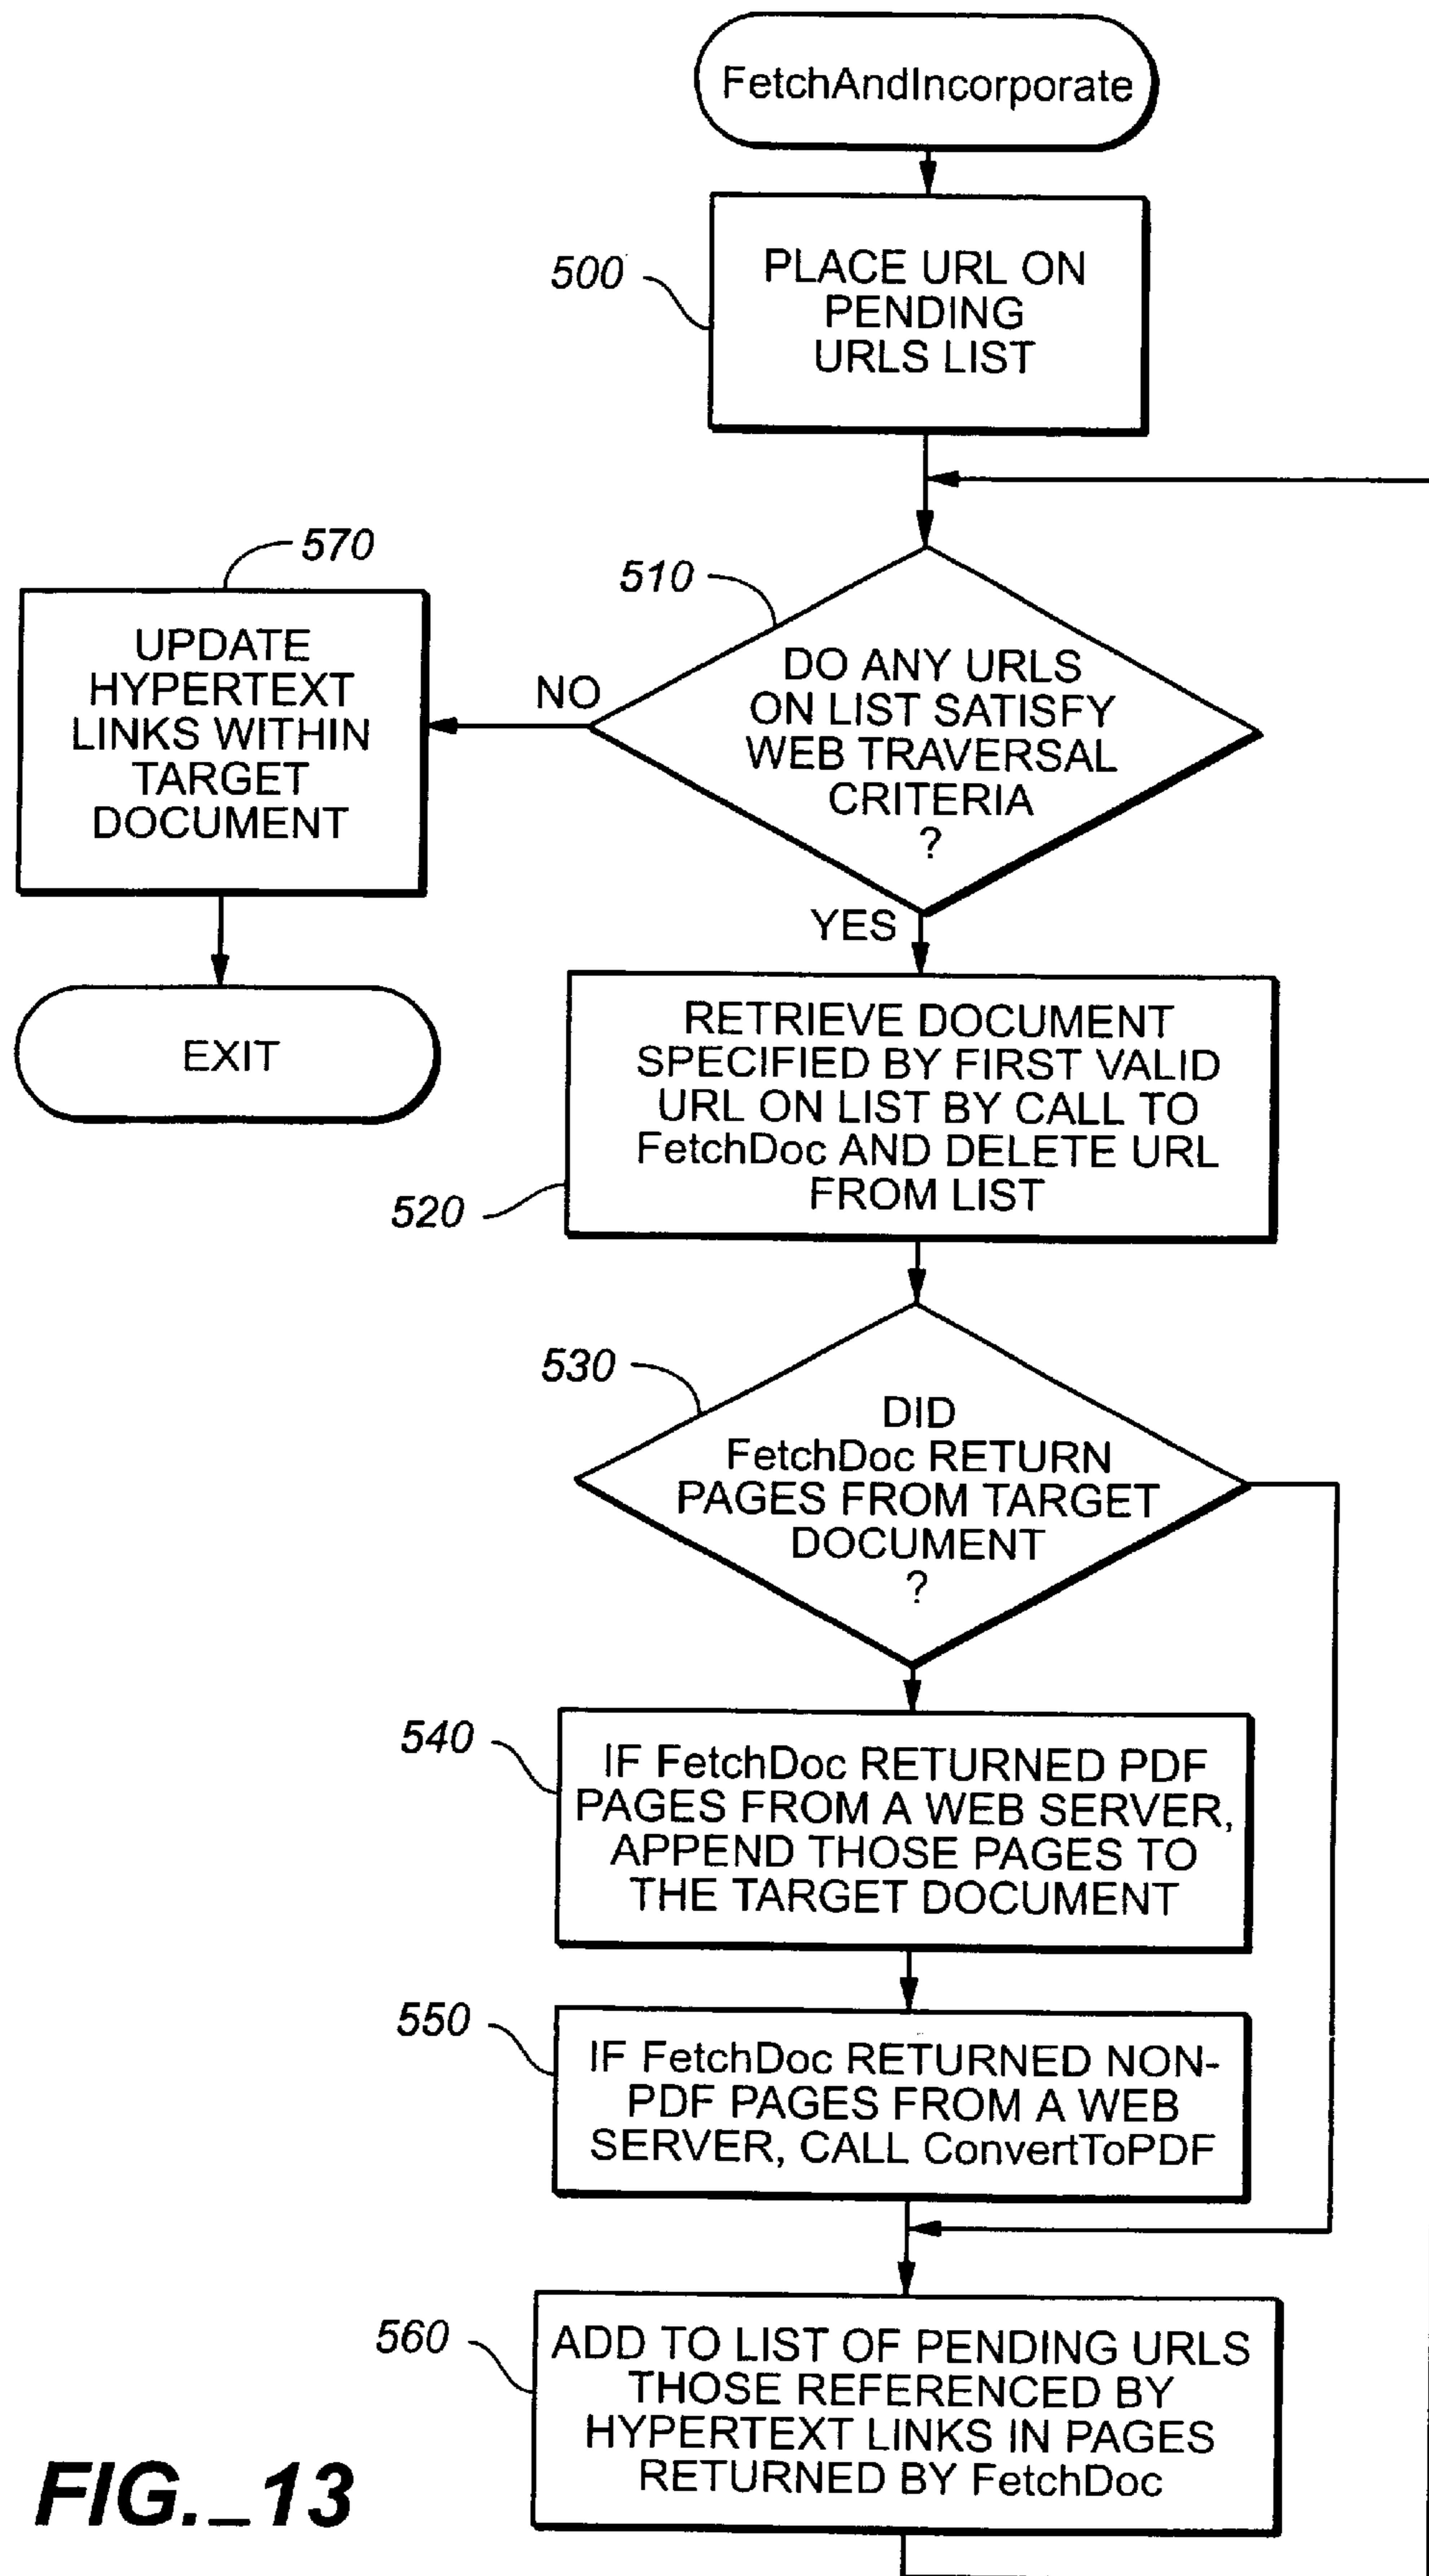 FetchAndIncorporate
500
PLACE URL ON
PENDING
URLS LIST
570
510
UPDATE
HYPERTEXT
LINKS WITHIN
TARGET
DOCUMENT
NO
DO ANY URLS
ON LIST SATISFY
WEB TRAVERSAL
CRITERIA
?
YES
EXIT
RETRIEVE DOCUMENT
SPECIFIED BY FIRST VALID
URL ON LIST BY CALL TO
FetchDoc AND DELETE URL
FROM LIST
520
530
DID
FetchDoc RETURN
PAGES FROM TARGET
DOCUMENT
?
540
IF FetchDoc RETURNED PDF
PAGES FROM A WEB SERVER,
APPEND THOSE PAGES TO
THE TARGET DOCUMENT
550
IF FetchDoc RETURNED NON-
PDF PAGES FROM A WEB
SERVER, CALL ConvertToPDF
560
ADD TO LIST OF PENDING URLS
THOSE REFERENCED BY
HYPERTEXT LINKS IN PAGES
RETURNED BY FetchDoc
FIG._13